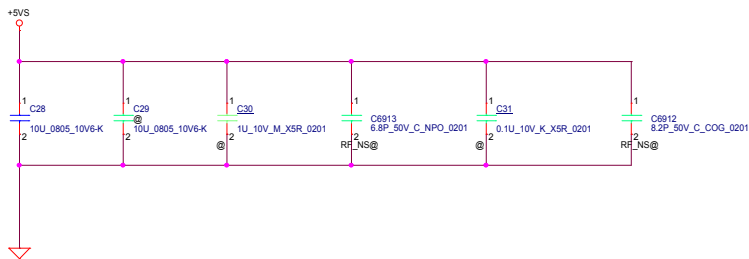 +5VS
1
C28
10U_0805_10V6-K
2
1
C29
@
10U_0805_10V6-K
2
1
C30
1U_10V_M_X5R_0201
2
@
1
C6913
6.8P_50V_C_NPO_0201
2
RF_NS@
1
C31
0.1U_10V_K_X5R_0201
2
@
1
C6912
8.2P_50V_C_COG_0201
2
RF_NS@